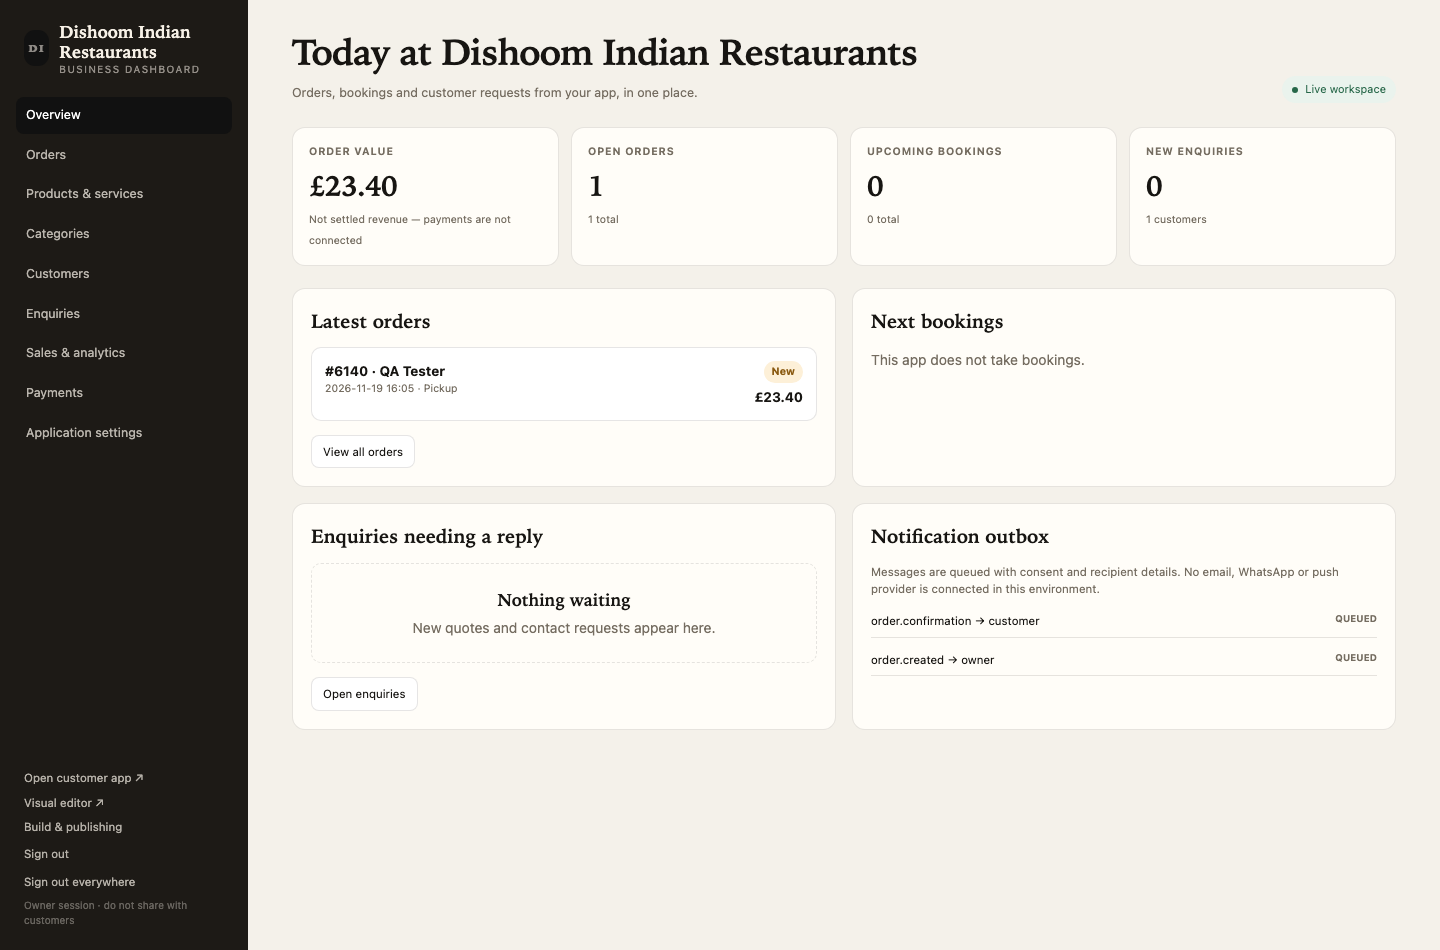 DI
Dishoom Indian
Restaurants
BUSINESS DASHBOARD
Overview
Orders
Products & services
Categories
Customers
Enquiries
Sales & analytics
Payments
Application settings
Open customer app ↗
Visual editor ↗
Build & publishing
Sign out
Sign out everywhere
Owner session · do not share with
customers
Today at Dishoom Indian Restaurants
Orders, bookings and customer requests from your app, in one place.
Live workspace
ORDER VALUE
£23.40
Not settled revenue — payments are not
connected
OPEN ORDERS
1
1 total
UPCOMING BOOKINGS
0
0 total
NEW ENQUIRIES
0
1 customers
Latest orders
#6140 · QA Tester
2026-11-19 16:05 · Pickup
New
£23.40
View all orders
Next bookings
This app does not take bookings.
Enquiries needing a reply
Nothing waiting
New quotes and contact requests appear here.
Open enquiries
Notification outbox
Messages are queued with consent and recipient details. No email, WhatsApp or push
provider is connected in this environment.
order.confirmation → customer
QUEUED
order.created → owner
QUEUED